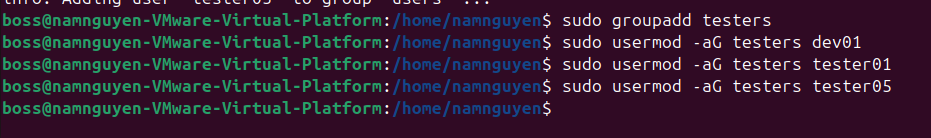 info: Adding user `tester05' to group `users' ...
boss@namnguyen-VMware-Virtual-Platform:/home/namnguyen$ sudo groupadd testers
boss@namnguyen-VMware-Virtual-Platform:/home/namnguyen$ sudo usermod -aG testers dev01
boss@namnguyen-VMware-Virtual-Platform:/home/namnguyen$ sudo usermod -aG testers tester01
boss@namnguyen-VMware-Virtual-Platform:/home/namnguyen$ sudo usermod -aG testers tester05
boss@namnguyen-VMware-Virtual-Platform:/home/namnguyen$